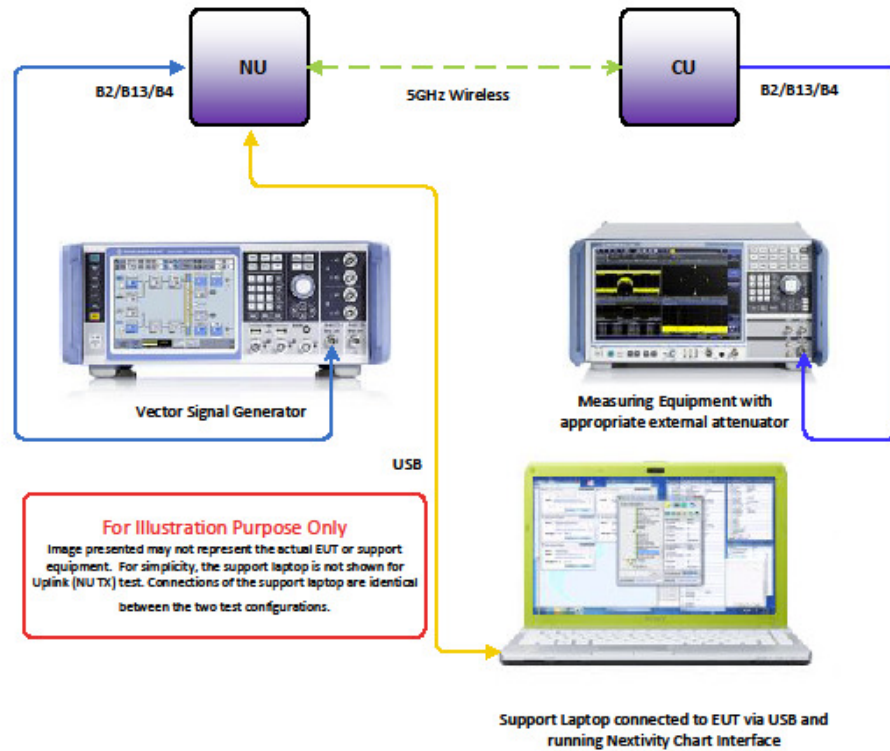 NU
CU
B2/B13/B4
5GHz Wireless
B2/B13/B4
Vector Signal Generator
Measuring Equipment with
appropriate external attenuator
USB
For Illustration Purpose Only
Image presented may not represent the actual EUT or support
equipment. For simplicity, the support laptop is not shown for
Uplink (NU TX) test. Connections of the support laptop are identical
between the two test configurations.
Support Laptop connected to EUT via USB and
running Nextivity Chart Interface